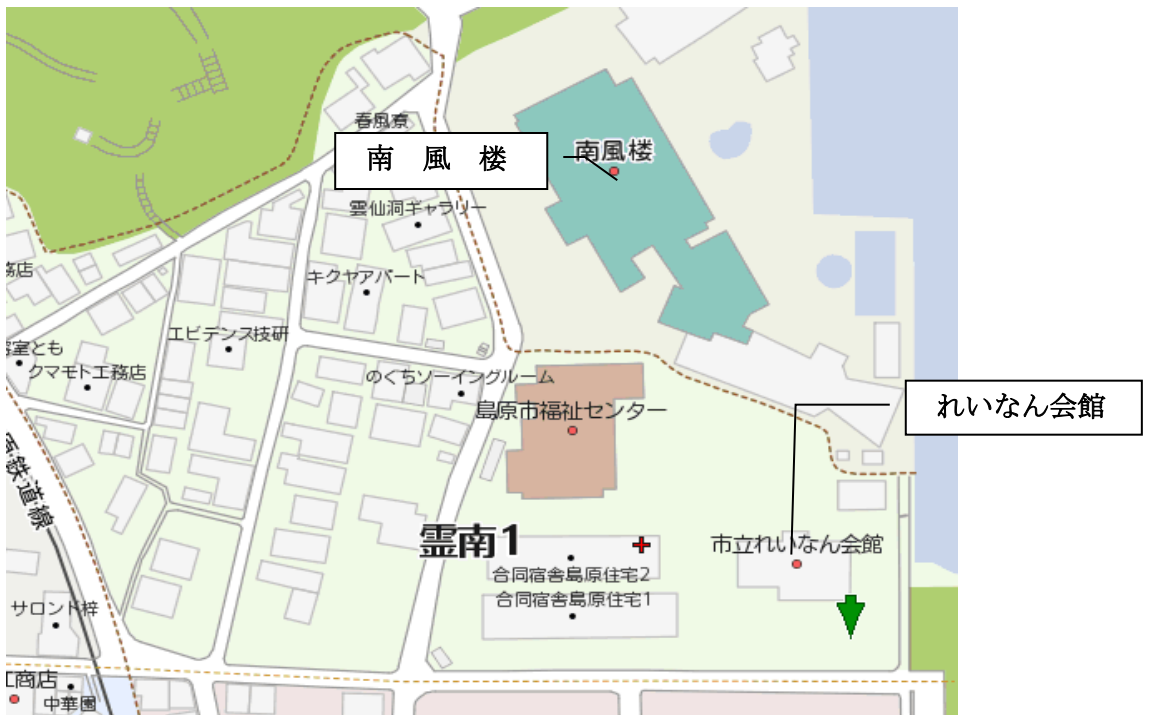 春風寮
南　風　楼
南風楼
雲仙洞ギャラリー
務店
キクヤアパート
エビデンス技研
容室とも
クマモト工務店
のぐちソーイングルーム
島原市福祉センター
れいなん会館
原鉄道線
霊南1
市立れいなん会館
合同宿舎島原住宅2
合同宿舎島原住宅1
サロンド梓
工商店
中華園